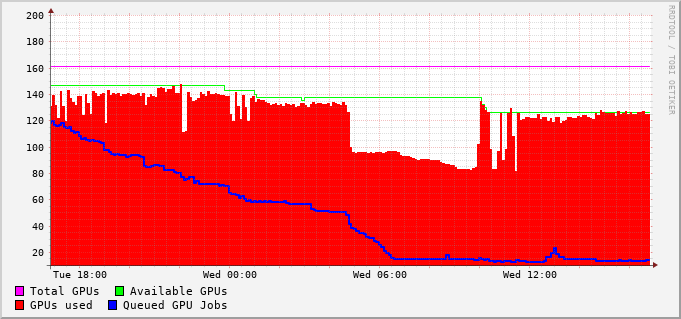 200
180
160
140
120
100
80
60
40
20
Tue 18:00 Wed 00:00 Wed 06:00 Wed 12:00
Total GPUs Available GPUs
GPUs used Queued GPU Jobs
RRDTOOL / TOBI OETIKER